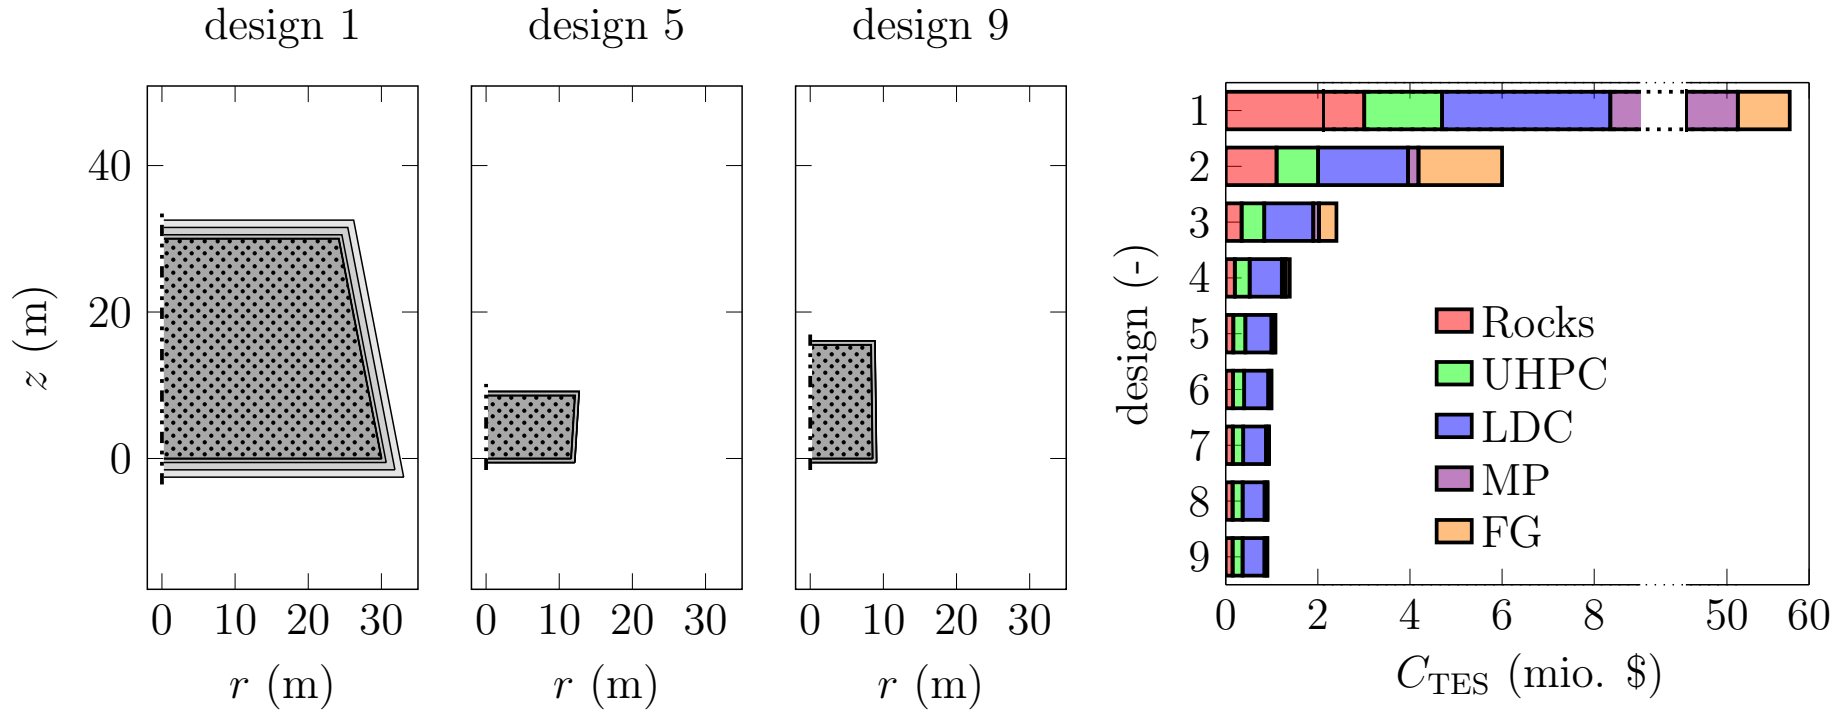 design 1
design 5
design 9
z (m)
40
20
0
0 10 20 30
0 10 20 30
0 10 20 30
r (m)
r (m)
r (m)
design (-)
1
2
3
4
5
6
7
8
9
Rocks
UHPC
LDC
MP
FG
0 2 4 6 8 50 60
C_TES (mio. $)